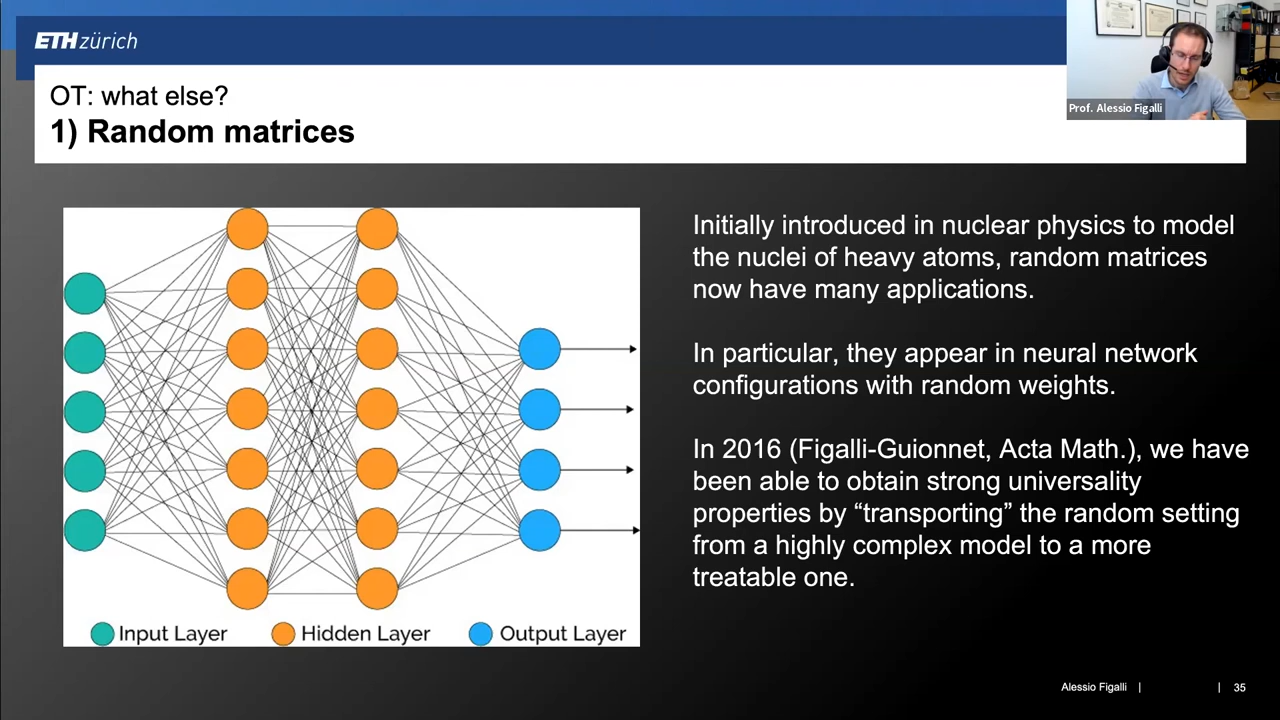 ETH zürich
Prof. Alessio Figalli
OT: what else?
1) Random matrices
Initially introduced in nuclear physics to model
the nuclei of heavy atoms, random matrices
now have many applications.
In particular, they appear in neural network
configurations with random weights.
In 2016 (Figalli-Guionnet, Acta Math.), we have
been able to obtain strong universality
properties by “transporting” the random setting
from a highly complex model to a more
treatable one.
Input Layer
Hidden Layer
Output Layer
Alessio Figalli | | 35